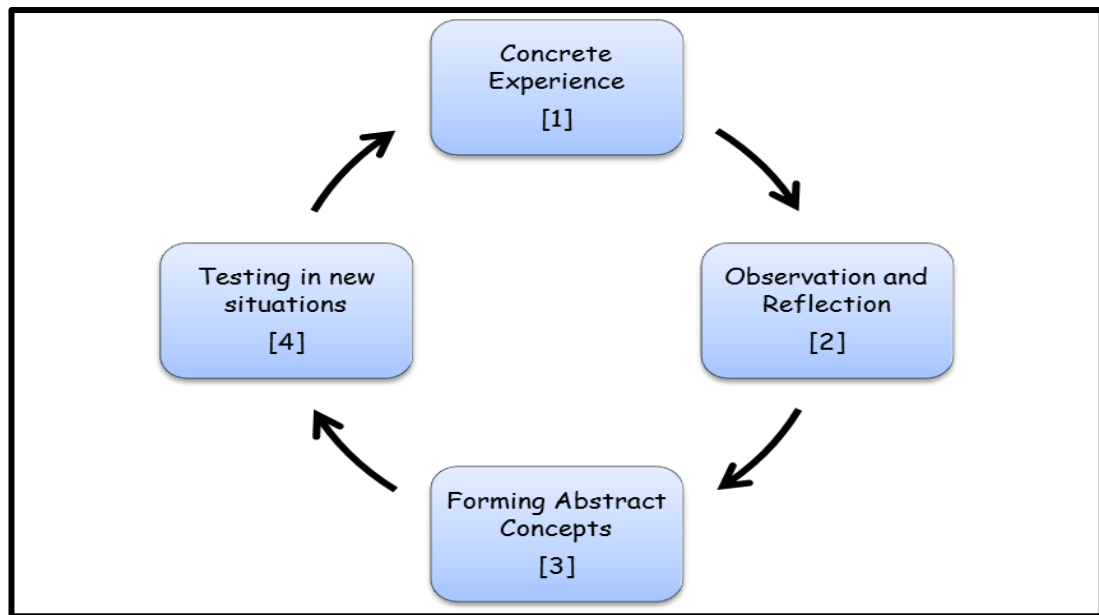 Concrete
Experience
[1]
Observation and
Reflection
[2]
Forming Abstract
Concepts
[3]
Testing in new
situations
[4]